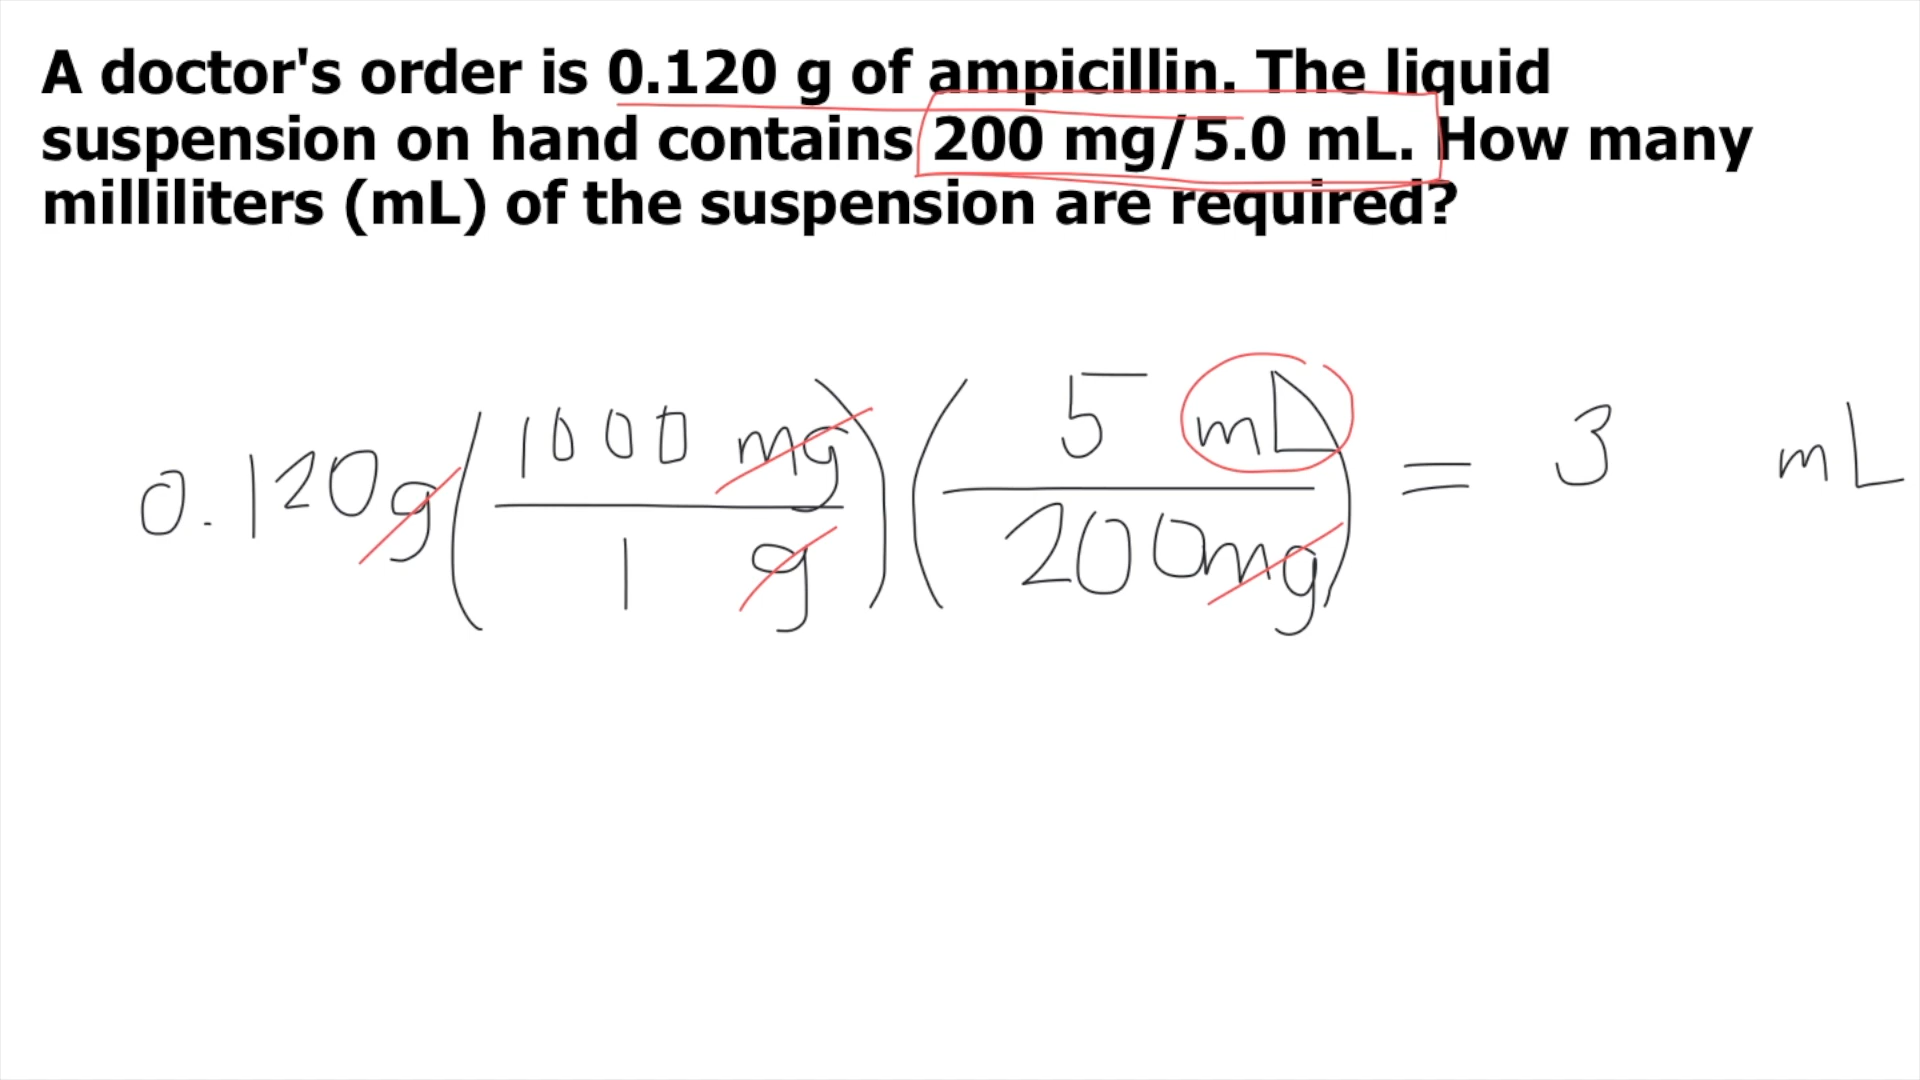 A doctor's order is 0.120 g of ampicillin. The liquid
suspension on hand contains 200 mg/5.0 mL. How many
milliliters (mL) of the suspension are required?
0.120g(1000 mg/1 g)(5 mL/200mg) = 3 mL